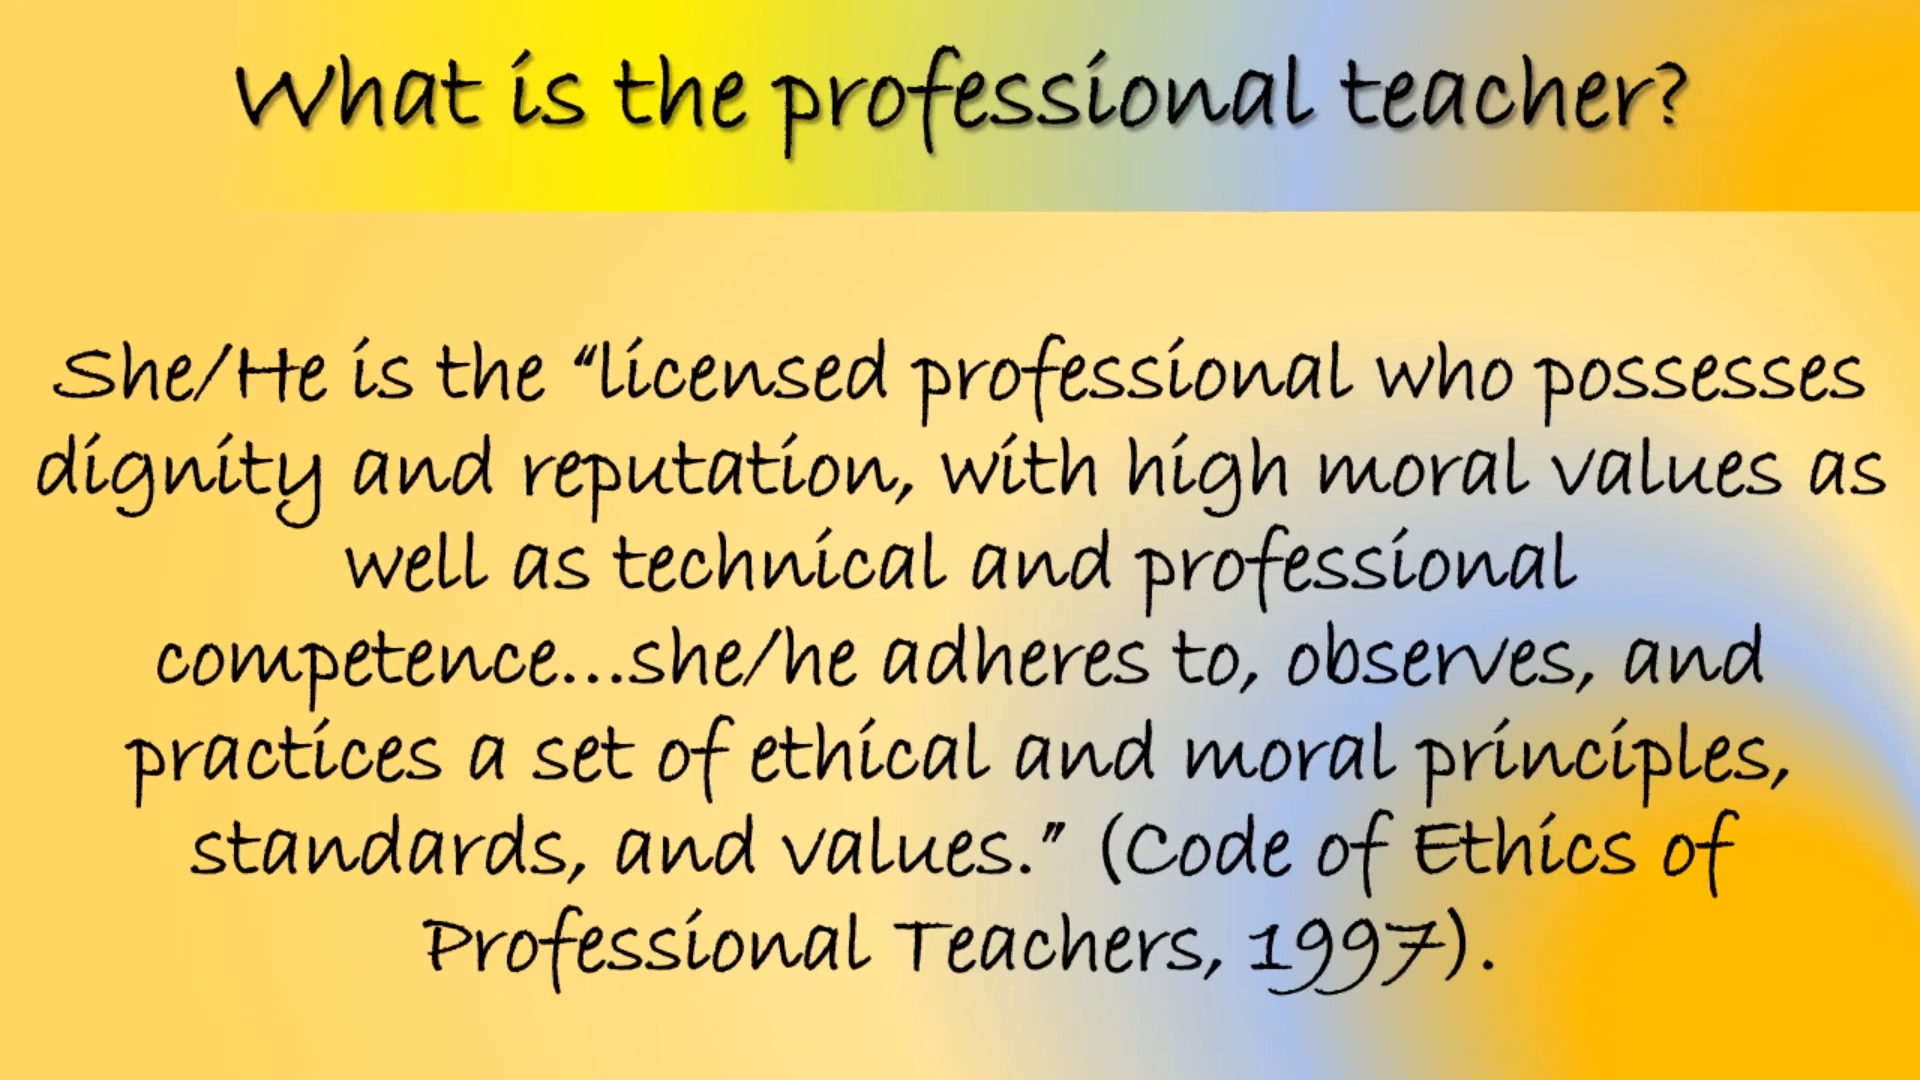 What is the professional teacher?
She/He is the “licensed professional who possesses
dignity and reputation, with high moral values as
well as technical and professional
competence...she/he adheres to, observes, and
practices a set of ethical and moral principles,
standards, and values.” (Code of Ethics of
Professional Teachers, 1997).